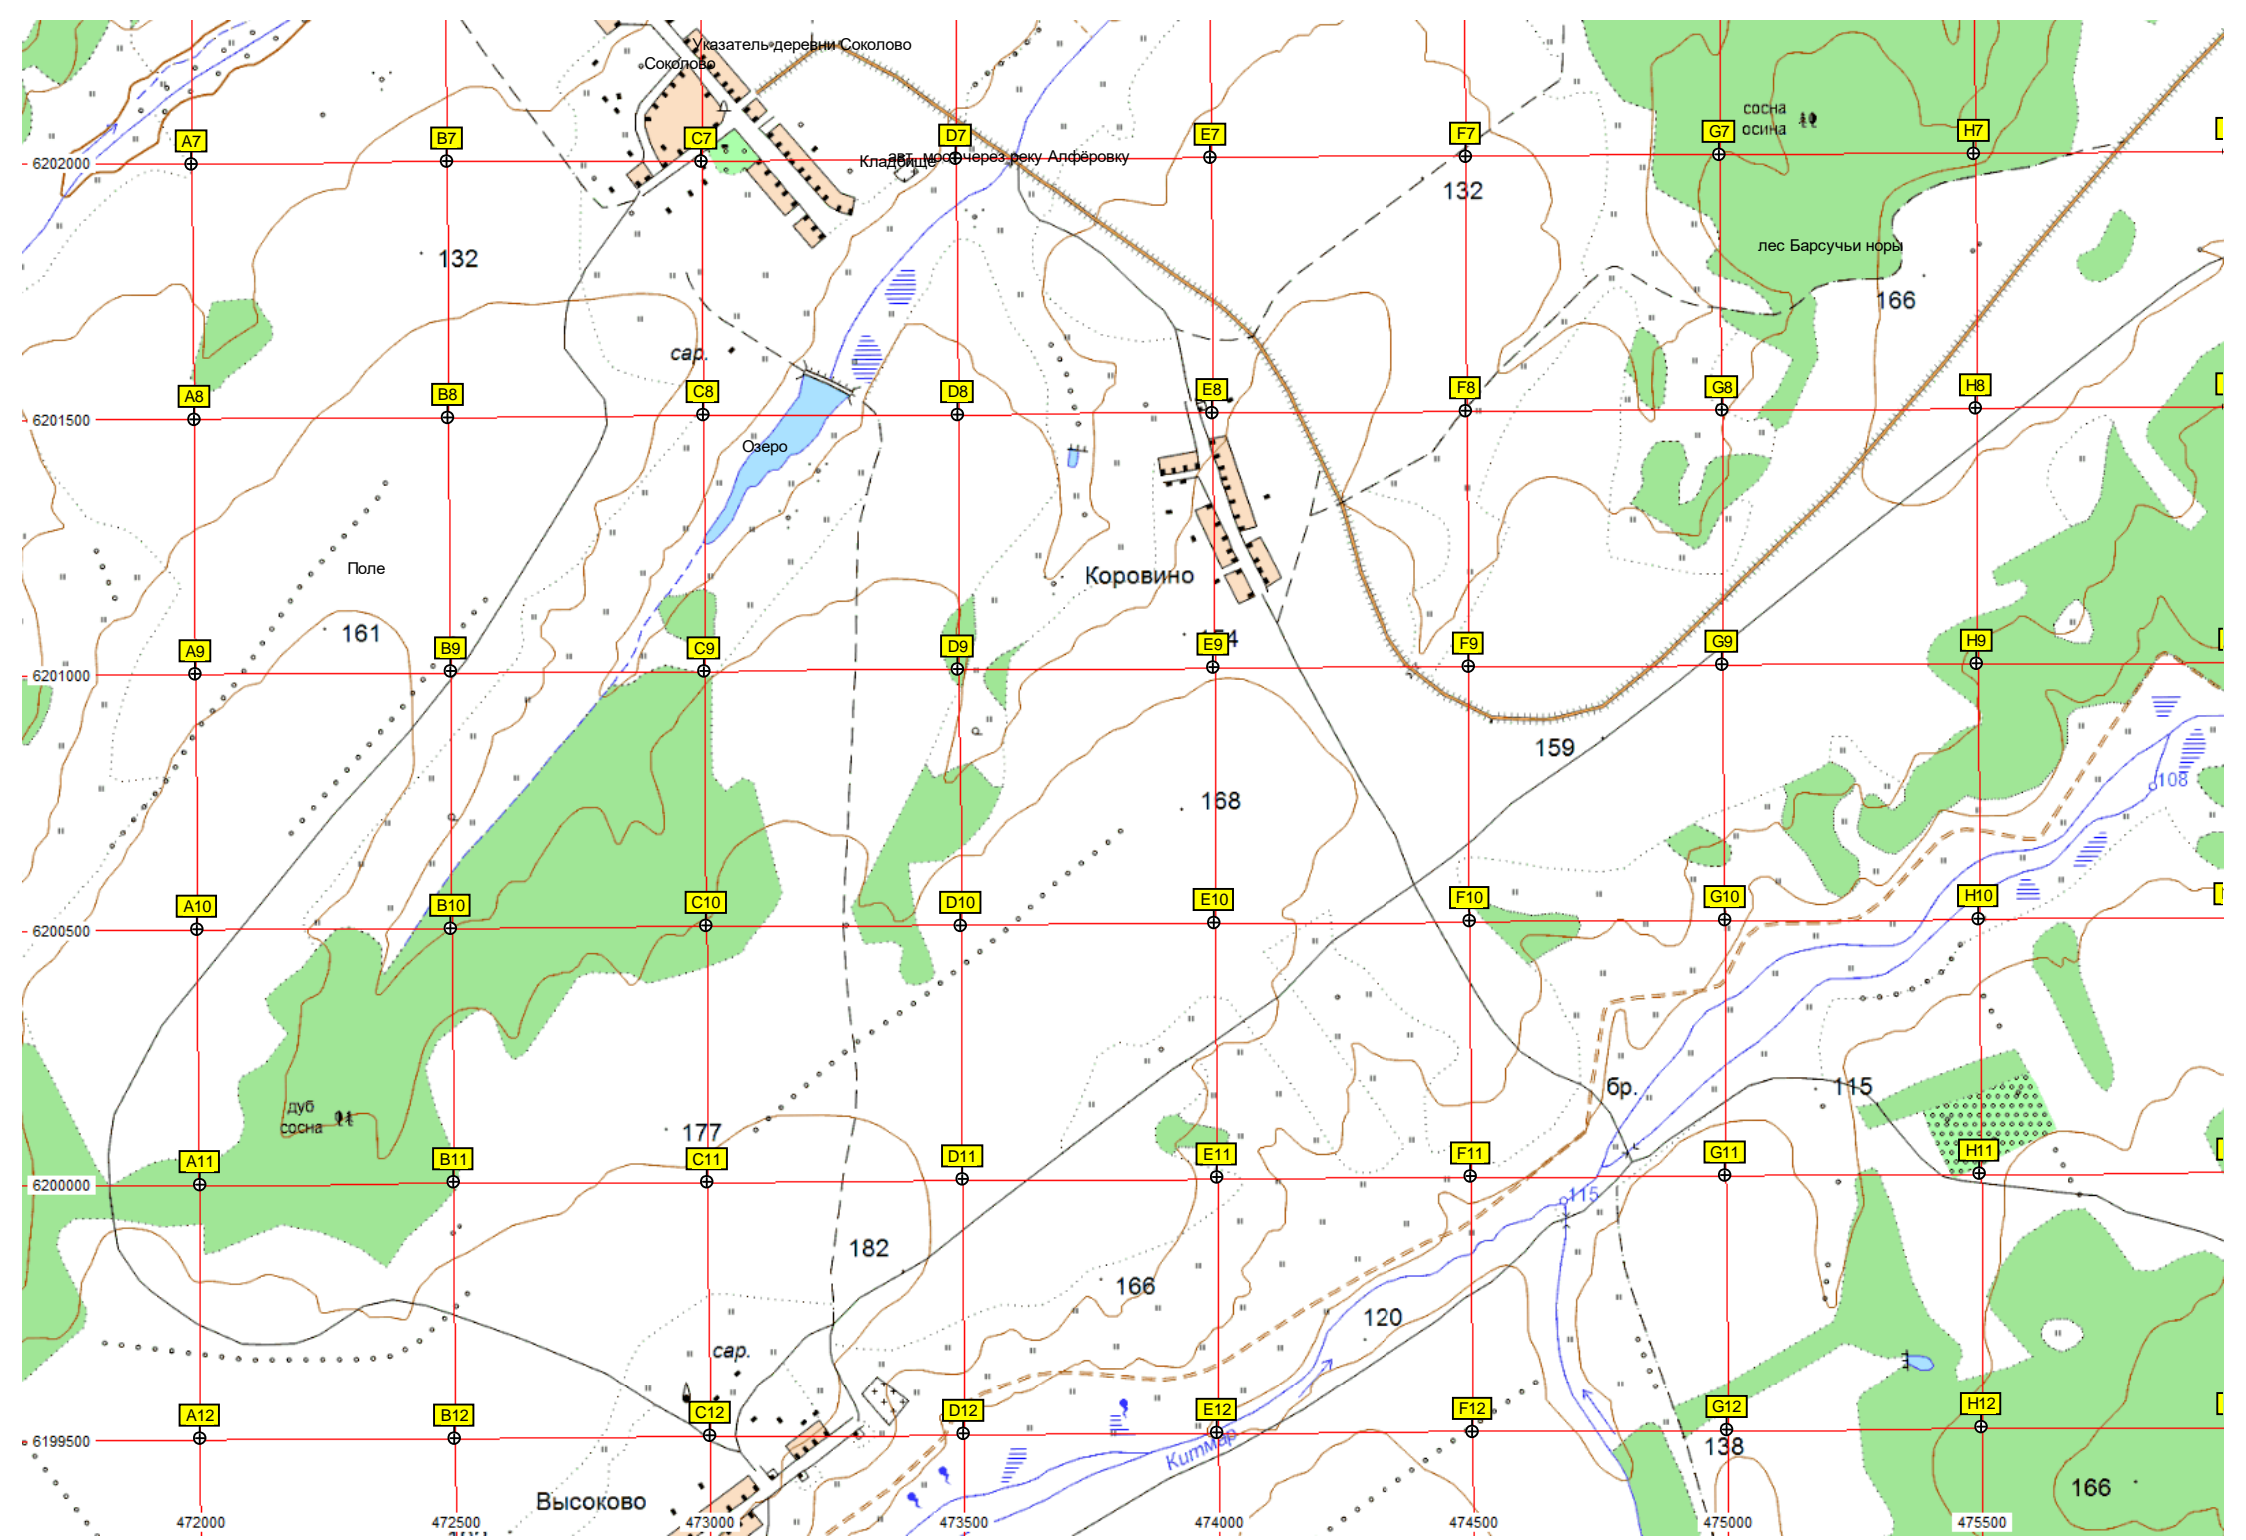 Указатель деревни Соколово
Соколово
сосна
осина
A7
B7
C7
D7
E7
F7
G7
H7
6202000
Кладбище
авт. мост через реку Алфёровку
132
132
лес Барсучьи норы
166
сар.
A8
B8
C8
D8
E8
F8
G8
H8
6201500
Озеро
Поле
Коровино
161
A9
B9
C9
D9
E9
F9
G9
H9
6201000
159
168
108
A10
B10
C10
D10
E10
F10
G10
H10
6200500
бр.
115
дуб
сосна
177
A11
B11
C11
D11
E11
F11
G11
H11
6200000
115
182
166
120
сар.
A12
B12
C12
D12
E12
F12
G12
H12
6199500
138
Китмар
Высоково
166
472000
472500
473000
473500
474000
474500
475000
475500